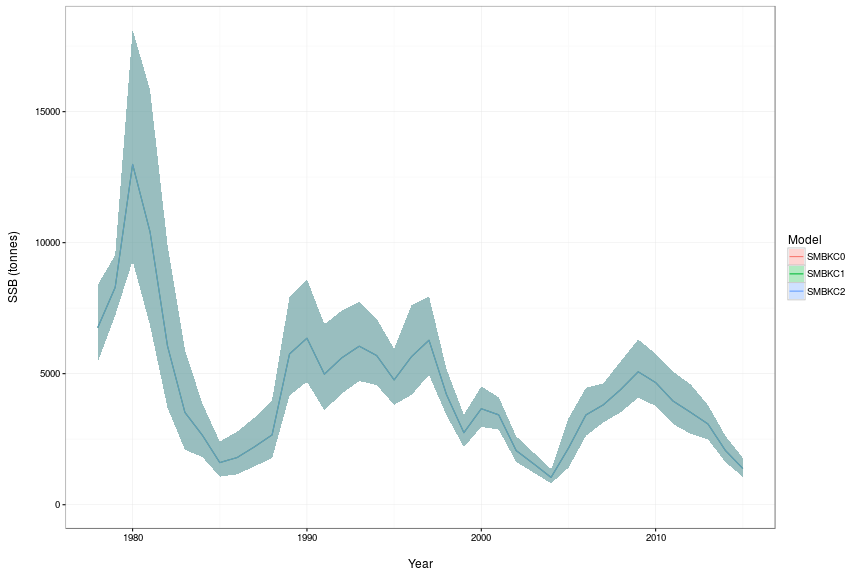 15000
10000
5000
0
SSB (tonnes)
1980
1990
2000
2010
Year
Model
SMBKC0
SMBKC1
SMBKC2